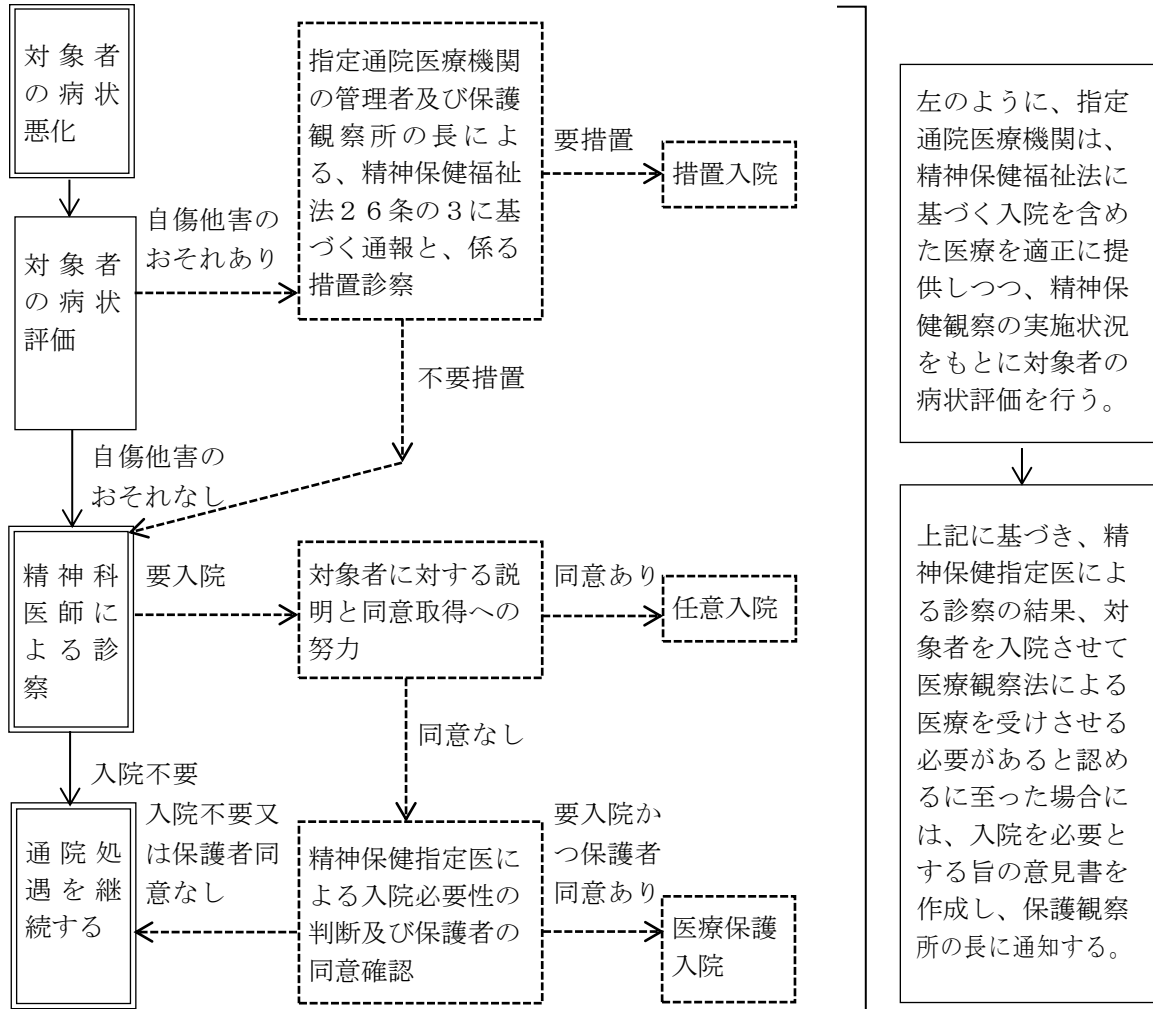 対象者
の病状
悪化
指定通院医療機関
の管理者及び保護
観察所の長によ
る、精神保健福祉
法２６条の３に基
づく通報と、係る
措置診察
要措置
措置入院
自傷他害の
おそれあり
対象者
の病状
評価
不要措置
自傷他害の
おそれなし
精神科
医師に
よる診
察
要入院
対象者に対する説
明と同意取得への
努力
同意あり
任意入院
同意なし
入院不要
通院処
遇を継
続する
入院不要又
は保護者同
意なし
精神保健指定医に
よる入院必要性の
判断及び保護者の
同意確認
要入院か
つ保護者
同意あり
医療保護
入院
左のように、指定
通院医療機関は、
精神保健福祉法に
基づく入院を含め
た医療を適正に提
供しつつ、精神保
健観察の実施状況
をもとに対象者の
病状評価を行う。
上記に基づき、精
神保健指定医によ
る診察の結果、対
象者を入院させて
医療観察法による
医療を受けさせる
必要があると認め
るに至った場合に
は、入院を必要と
する旨の意見書を
作成し、保護観察
所の長に通知する。